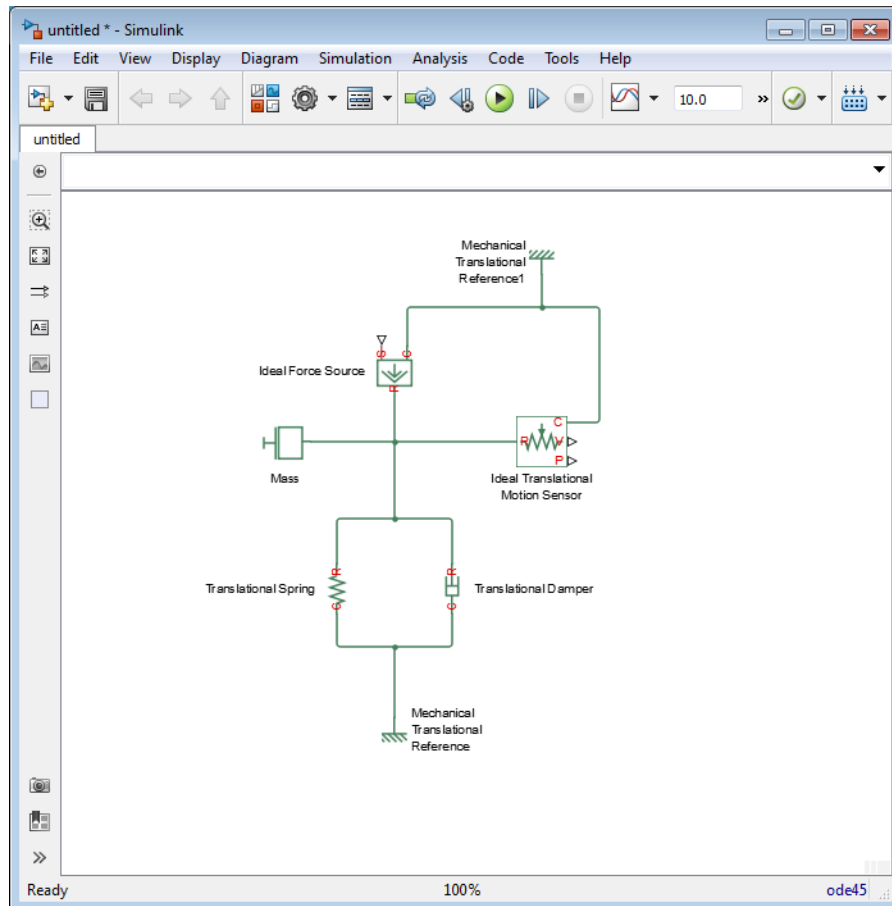 untitled * - Simulink
File Edit View Display Diagram Simulation Analysis Code Tools Help
10.0
»
untitled
Mechanical
Translational
Reference1
S
C
Ideal Force Source
R
C
R
V
P
Mass
Ideal Translational
Motion Sensor
R
R
Translational Spring
Translational Damper
C
C
Mechanical
Translational
Reference
»
Ready
100%
ode45